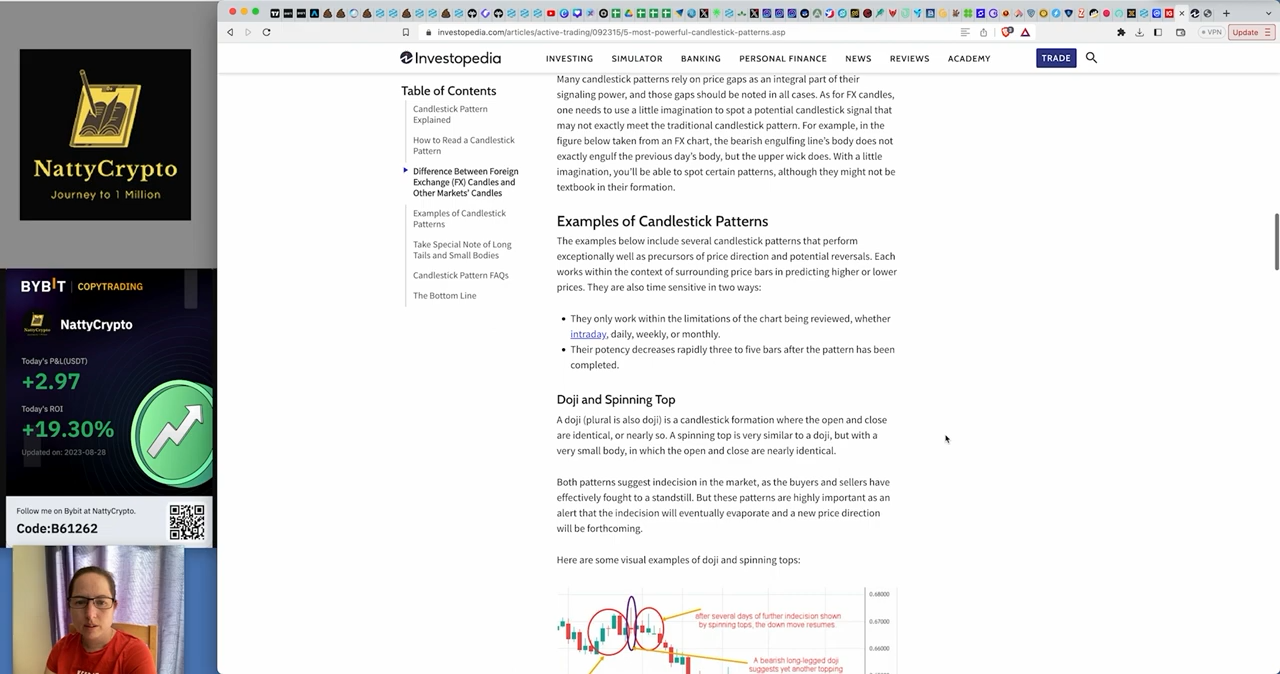 investopedia.com/articles/active-trading/092315/5-most-powerful-candlestick-patterns.asp
VPN
Update
Investopedia
INVESTING
SIMULATOR
BANKING
PERSONAL FINANCE
NEWS
REVIEWS
ACADEMY
TRADE
NattyCrypto
Journey to 1 Million
BYBIT | COPYTRADING
NattyCrypto
Today's P&L(USDT)
+2.97
Today's ROI
+19.30%
Updated on: 2023-08-28
Follow me on Bybit at NattyCrypto.
Code:B61262
Table of Contents
Candlestick Pattern
Explained
How to Read a Candlestick
Pattern
Difference Between Foreign
Exchange (FX) Candles and
Other Markets' Candles
Examples of Candlestick
Patterns
Take Special Note of Long
Tails and Small Bodies
Candlestick Pattern FAQs
The Bottom Line
Many candlestick patterns rely on price gaps as an integral part of their
signaling power, and those gaps should be noted in all cases. As for FX candles,
one needs to use a little imagination to spot a potential candlestick signal that
may not exactly meet the traditional candlestick pattern. For example, in the
figure below taken from an FX chart, the bearish engulfing line's body does not
exactly engulf the previous day's body, but the upper wick does. With a little
imagination, you'll be able to spot certain patterns, although they might not be
textbook in their formation.
Examples of Candlestick Patterns
The examples below include several candlestick patterns that perform
exceptionally well as precursors of price direction and potential reversals. Each
works within the context of surrounding price bars in predicting higher or lower
prices. They are also time sensitive in two ways:
They only work within the limitations of the chart being reviewed, whether
intraday, daily, weekly, or monthly.
Their potency decreases rapidly three to five bars after the pattern has been
completed.
Doji and Spinning Top
A doji (plural is also doji) is a candlestick formation where the open and close
are identical, or nearly so. A spinning top is very similar to a doji, but with a
very small body, in which the open and close are nearly identical.
Both patterns suggest indecision in the market, as the buyers and sellers have
effectively fought to a standstill. But these patterns are highly important as an
alert that the indecision will eventually evaporate and a new price direction
will be forthcoming.
Here are some visual examples of doji and spinning tops:
0.68000
after several days of further indecision shown
by spinning tops, the down move resumes.
0.67000
0.66000
A bearish long-legged doji
suggests yet another topping